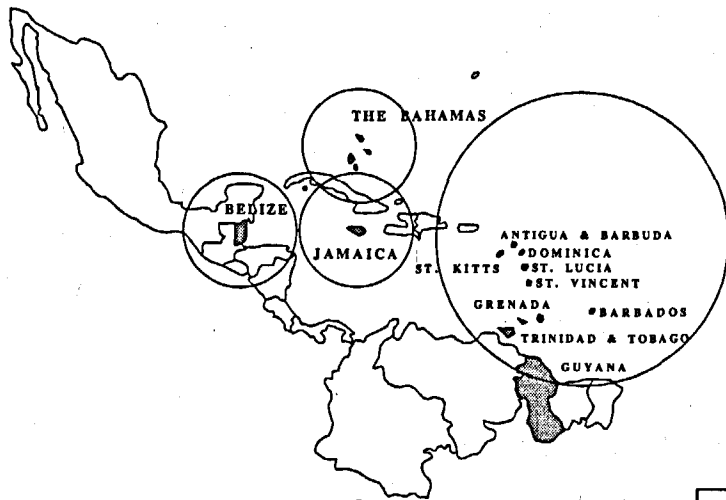 THE BAHAMAS
BELIZE
JAMAICA
ANTIGUA & BARBUDA
DOMINICA
ST. KITTS
ST. LUCIA
ST. VINCENT
GRENADA
BARBADOS
TRINIDAD & TOBAGO
GUYANA